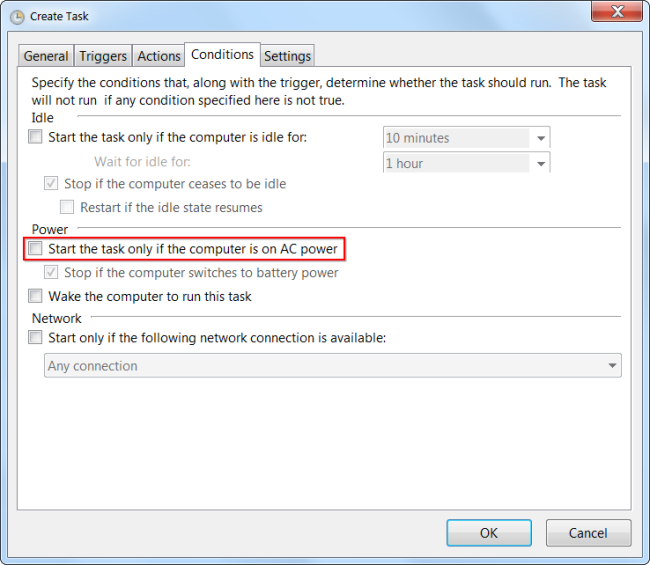 Create Task
General Triggers Actions Conditions Settings
Specify the conditions that, along with the trigger, determine whether the task should run.  The task
will not run  if any condition specified here is not true.
Idle
Start the task only if the computer is idle for: 10 minutes
Wait for idle for: 1 hour
Stop if the computer ceases to be idle
Restart if the idle state resumes
Power
Start the task only if the computer is on AC power
Stop if the computer switches to battery power
Wake the computer to run this task
Network
Start only if the following network connection is available:
Any connection
OK Cancel